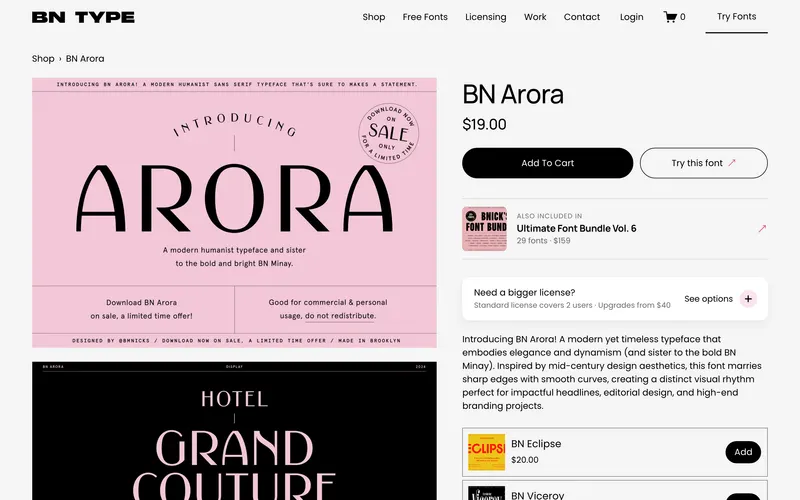 BN TYPE
Shop Free Fonts Licensing Work Contact Login 0 Try Fonts
Shop › BN Arora
INTRODUCING BN ARORA! A MODERN HUMANIST SANS SERIF TYPEFACE THAT'S SURE TO MAKES A STATEMENT.
INTRODUCING
DOWNLOAD NOW
ON
SALE
ONLY
FOR A LIMITED TIME
ARORA
A modern humanist typeface and sister
to the bold and bright BN Minay.
Download BN Arora
on sale, a limited time offer!
Good for commercial & personal
usage, do not redistribute.
DESIGNED BY @BMNICKS / DOWNLOAD NOW ON SALE, A LIMITED TIME OFFER / MADE IN BROOKLYN
BN ARORA DISPLAY 2024
HOTEL
GRAND
COUTURE
BN Arora
$19.00
Add To Cart
Try this font ↗
BNICK'S
FONT BUND
ALSO INCLUDED IN
Ultimate Font Bundle Vol. 6
29 fonts · $159
↗
Need a bigger license?
Standard license covers 2 users · Upgrades from $40
See options +
Introducing BN Arora! A modern yet timeless typeface that
embodies elegance and dynamism (and sister to the bold BN
Minay). Inspired by mid-century design aesthetics, this font marries
sharp edges with smooth curves, creating a distinct visual rhythm
perfect for impactful headlines, editorial design, and high-end
branding projects.
ECLIPS
BN Eclipse
$20.00
Add
BN Viceroy